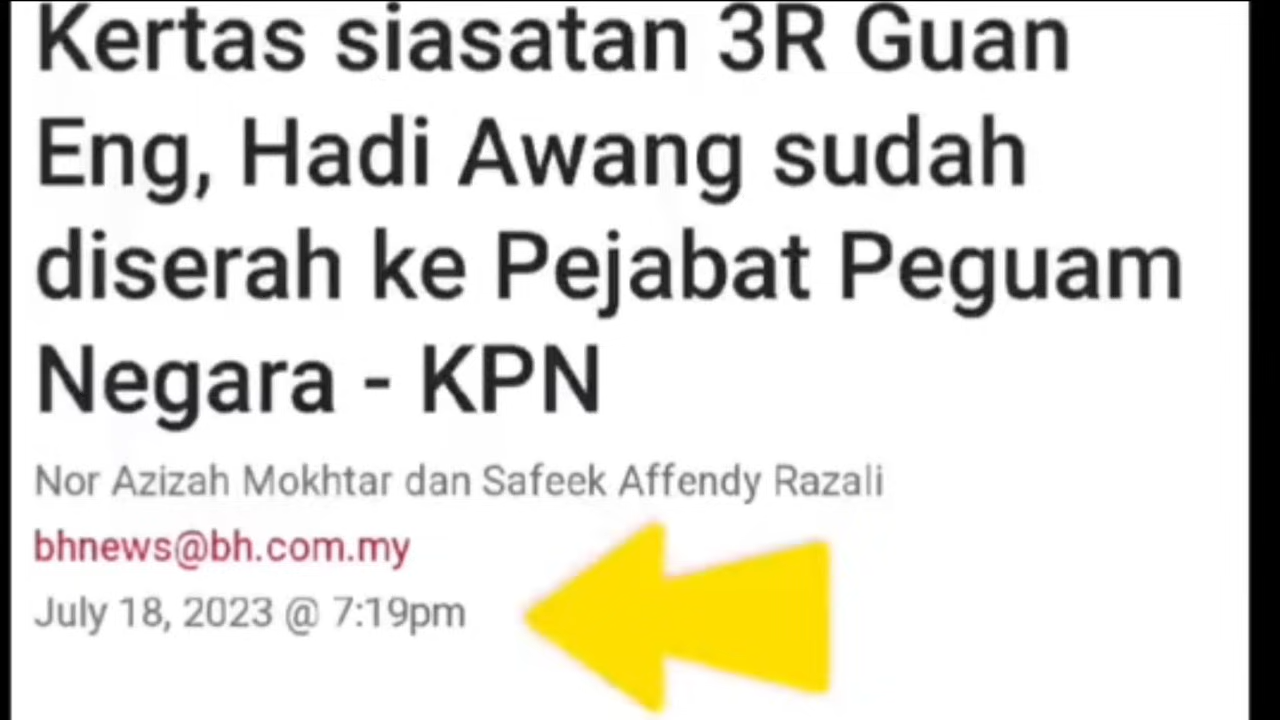 Kertas siasatan 3R Guan
Eng, Hadi Awang sudah
diserah ke Pejabat Peguam
Negara - KPN
Nor Azizah Mokhtar dan Safeek Affendy Razali
bhnews@bh.com.my
July 18, 2023 @ 7:19pm